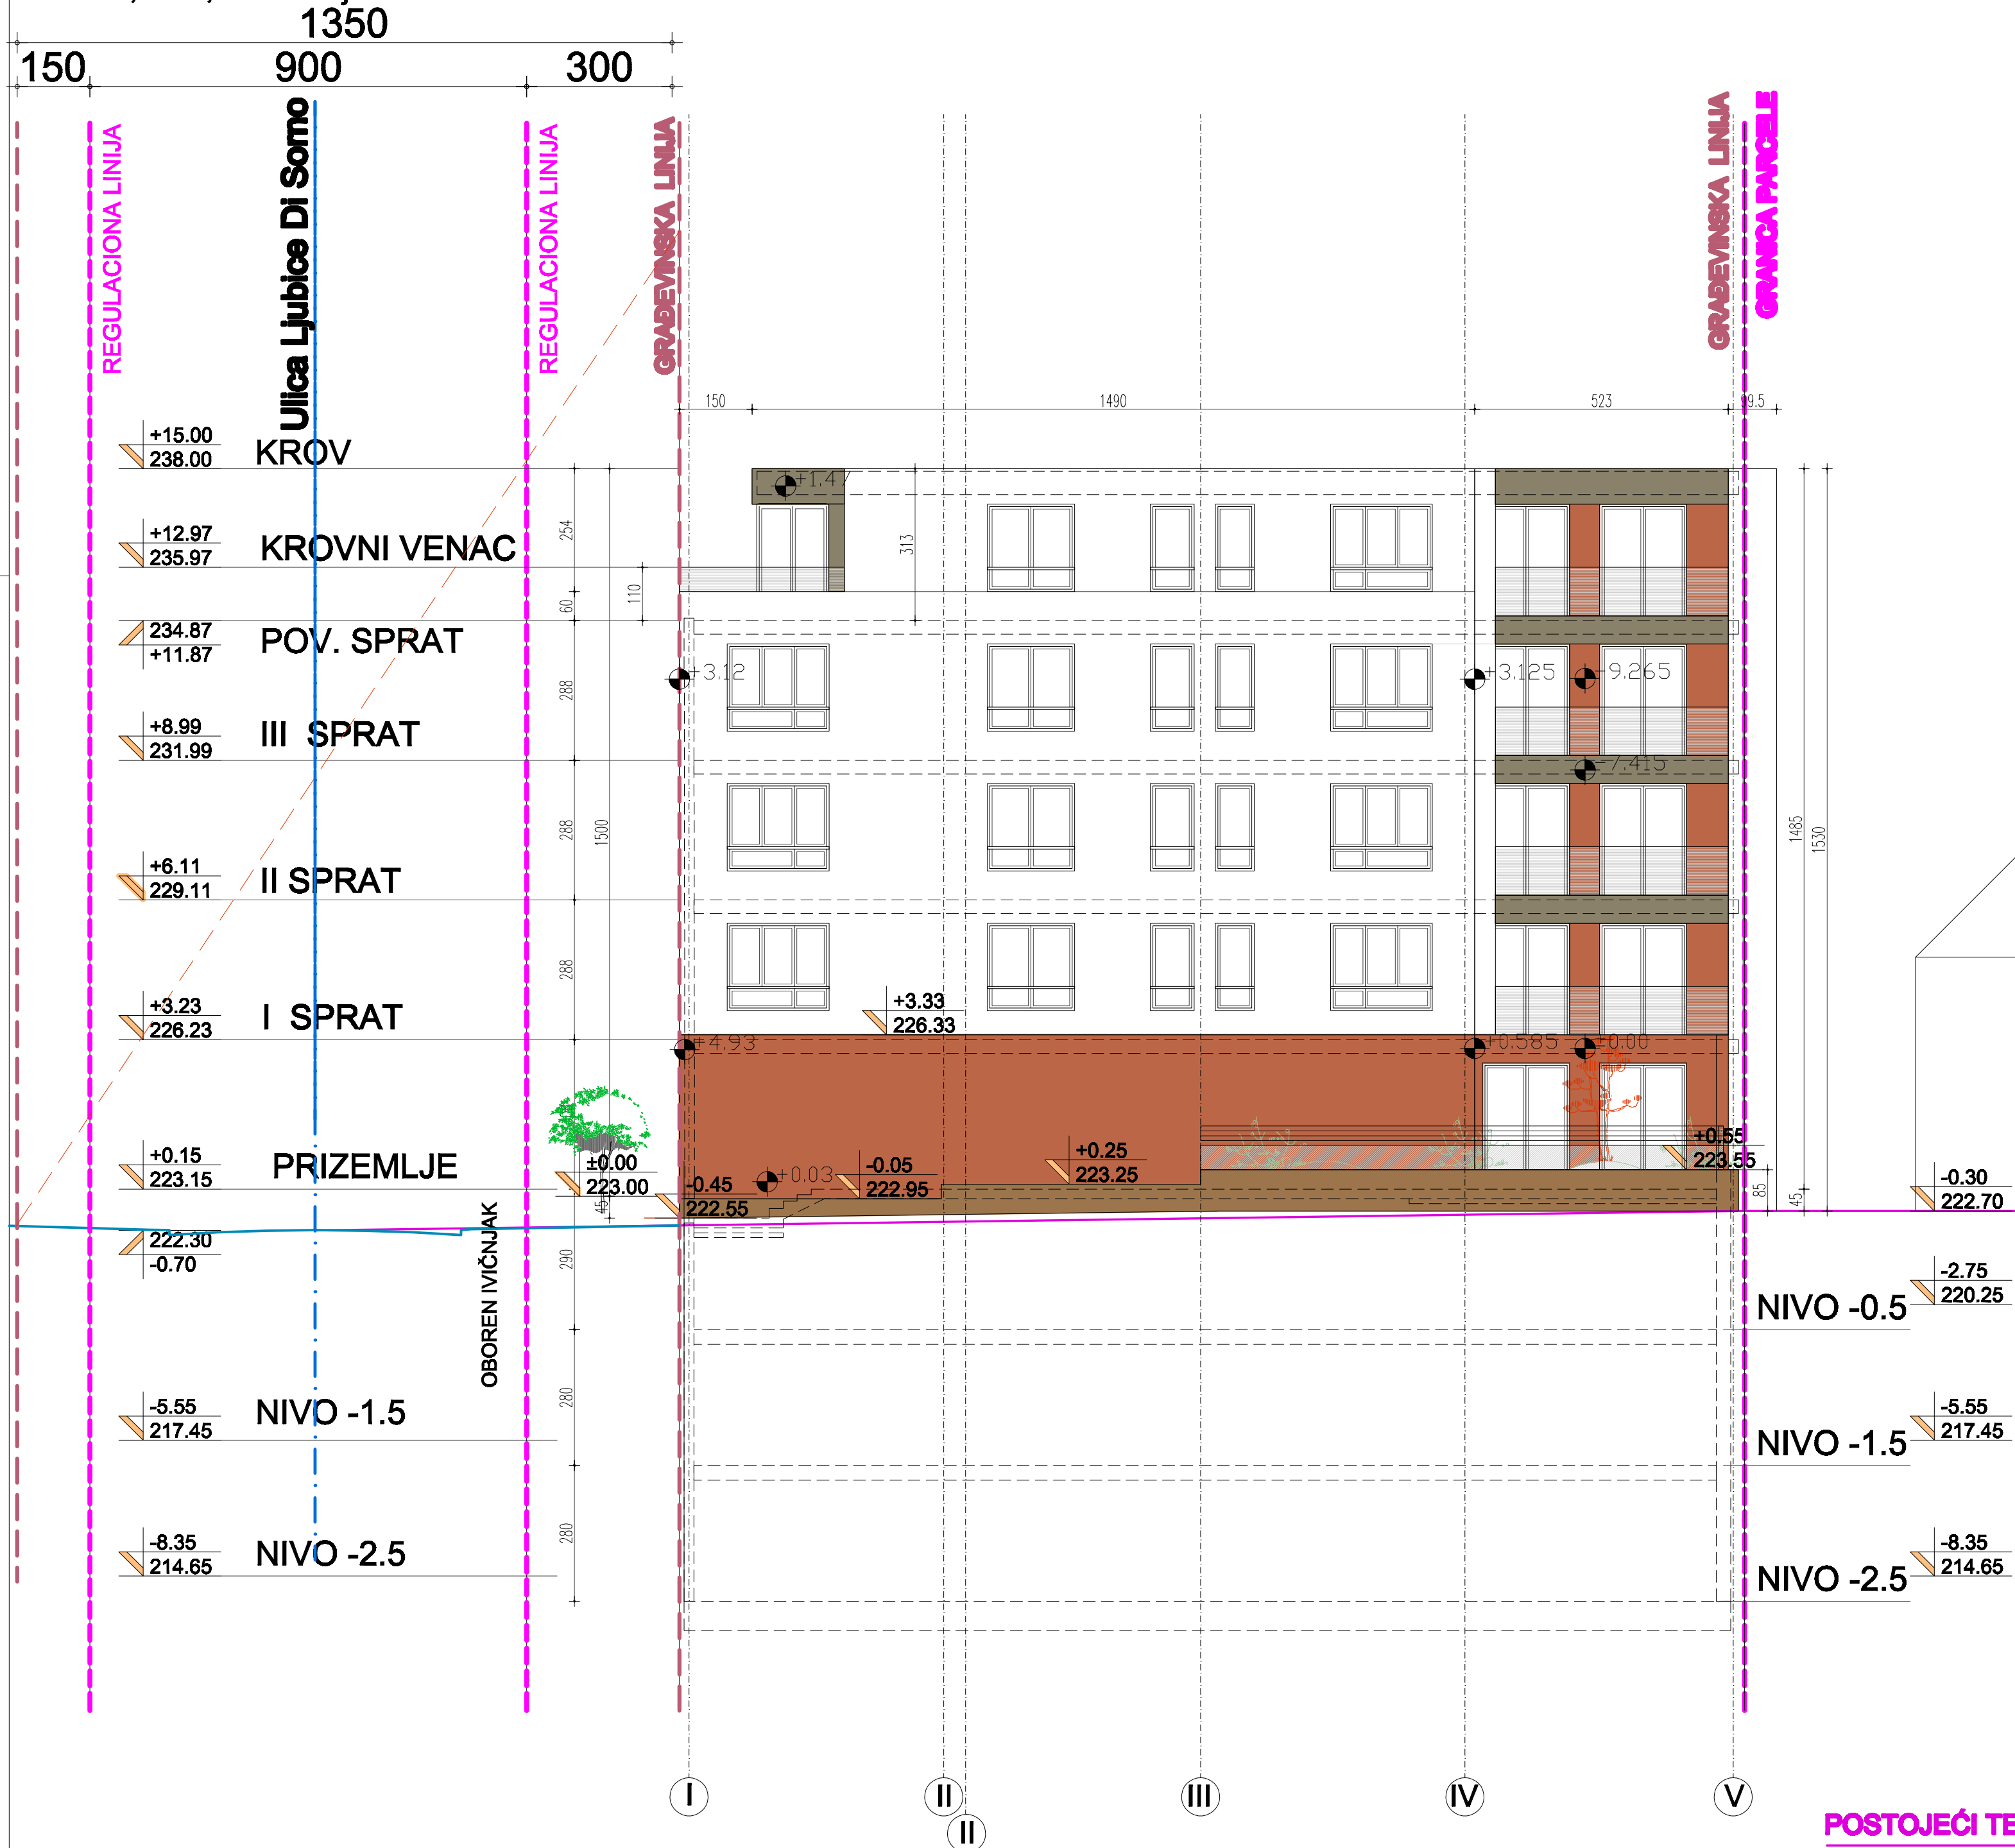 1350
150 900 300
REGULACIONA LINIJA
Ulica Ljubice Di Sorno
REGULACIONA LINIJA
GRAĐEVINSKA LINIJA
GRAĐEVINSKA LINIJA
GRANICA PARCELE
150 1490 523 99.5
+15.00
238.00
KROV
+12.97
235.97
KROVNI VENAC
234.87
+11.87
POV. SPRAT
+8.99
231.99
III SPRAT
+6.11
229.11
II SPRAT
+3.23
226.23
I SPRAT
+0.15
223.15
PRIZEMLJE
222.30
-0.70
OBOREN IVIČNJAK
-5.55
217.45
NIVO -1.5
-8.35
214.65
NIVO -2.5
254
60
110
288
288
288
1500
45
290
280
280
313
+1.47
+3.12
+3.125
+9.265
+7.415
+3.33
226.33
+4.93
+0.585
±0.00
±0.00
223.00
-0.45
222.55
+0.03
-0.05
222.95
+0.25
223.25
+0.55
223.55
85
45
1485
1530
-0.30
222.70
-2.75
220.25
NIVO -0.5
-5.55
217.45
NIVO -1.5
-8.35
214.65
NIVO -2.5
I II III IV V
II
POSTOJEĆI TE